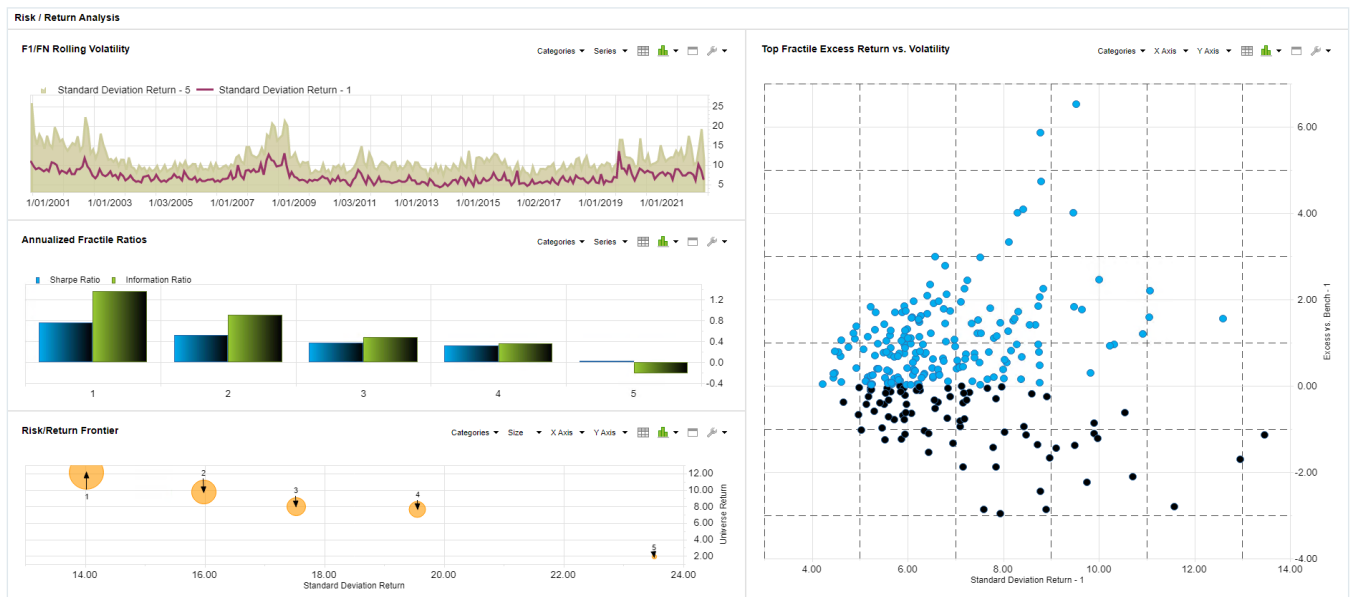 Risk / Return Analysis
F1/FN Rolling Volatility
Categories Series
Standard Deviation Return - 5 Standard Deviation Return - 1
25
20
15
10
5
1/01/2001 1/02/2003 1/03/2005 1/01/2007 1/01/2009 1/01/2011 1/01/2013 1/01/2015 1/02/2017 1/01/2019 1/01/2021
Annualized Fractile Ratios
Categories Series
Sharpe Ratio Information Ratio
1.2
0.8
0.4
0.0
-0.4
1 2 3 4 5
Risk/Return Frontier
Categories Size X Axis Y Axis
1 2 3 4 5
12.00
10.00
8.00
6.00
4.00
2.00
Universe Return
14.00 16.00 18.00 20.00 22.00 24.00
Standard Deviation Return
Top Fractile Excess Return vs. Volatility
Categories X Axis Y Axis
6.00
4.00
2.00
0.00
-2.00
-4.00
Excess vs. Bench - 1
4.00 6.00 8.00 10.00 12.00 14.00
Standard Deviation Return - 1